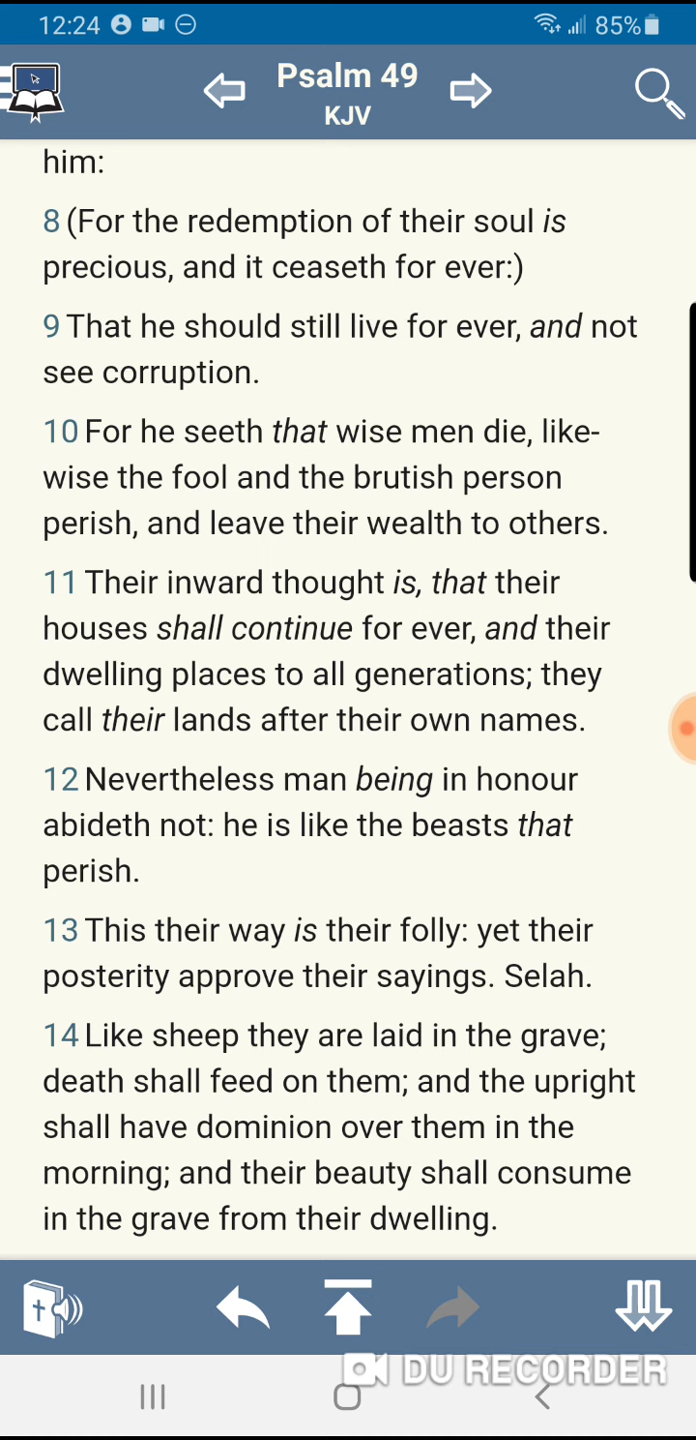 12:24 85%
Psalm 49
KJV
him:
8 (For the redemption of their soul is
precious, and it ceaseth for ever:)
9 That he should still live for ever, and not
see corruption.
10 For he seeth that wise men die, like-
wise the fool and the brutish person
perish, and leave their wealth to others.
11 Their inward thought is, that their
houses shall continue for ever, and their
dwelling places to all generations; they
call their lands after their own names.
12 Nevertheless man being in honour
abideth not: he is like the beasts that
perish.
13 This their way is their folly: yet their
posterity approve their sayings. Selah.
14 Like sheep they are laid in the grave;
death shall feed on them; and the upright
shall have dominion over them in the
morning; and their beauty shall consume
in the grave from their dwelling.
DU RECORDER